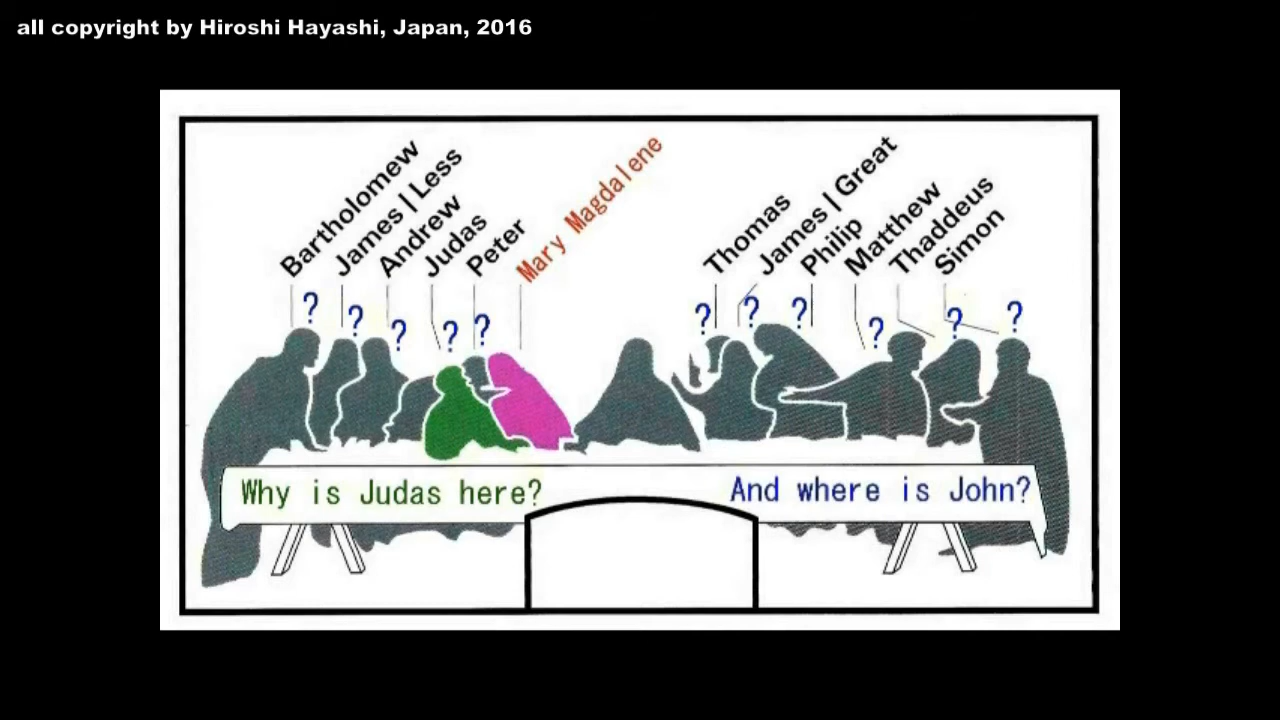 all copyright by Hiroshi Hayashi, Japan, 2016
Bartholomew
James | Less
Andrew
Judas
Peter
Mary Magdalene
Thomas
James | Great
Philip
Matthew
Thaddeus
Simon
? ? ? ? ? ? ? ? ? ? ?
Why is Judas here?
And where is John?